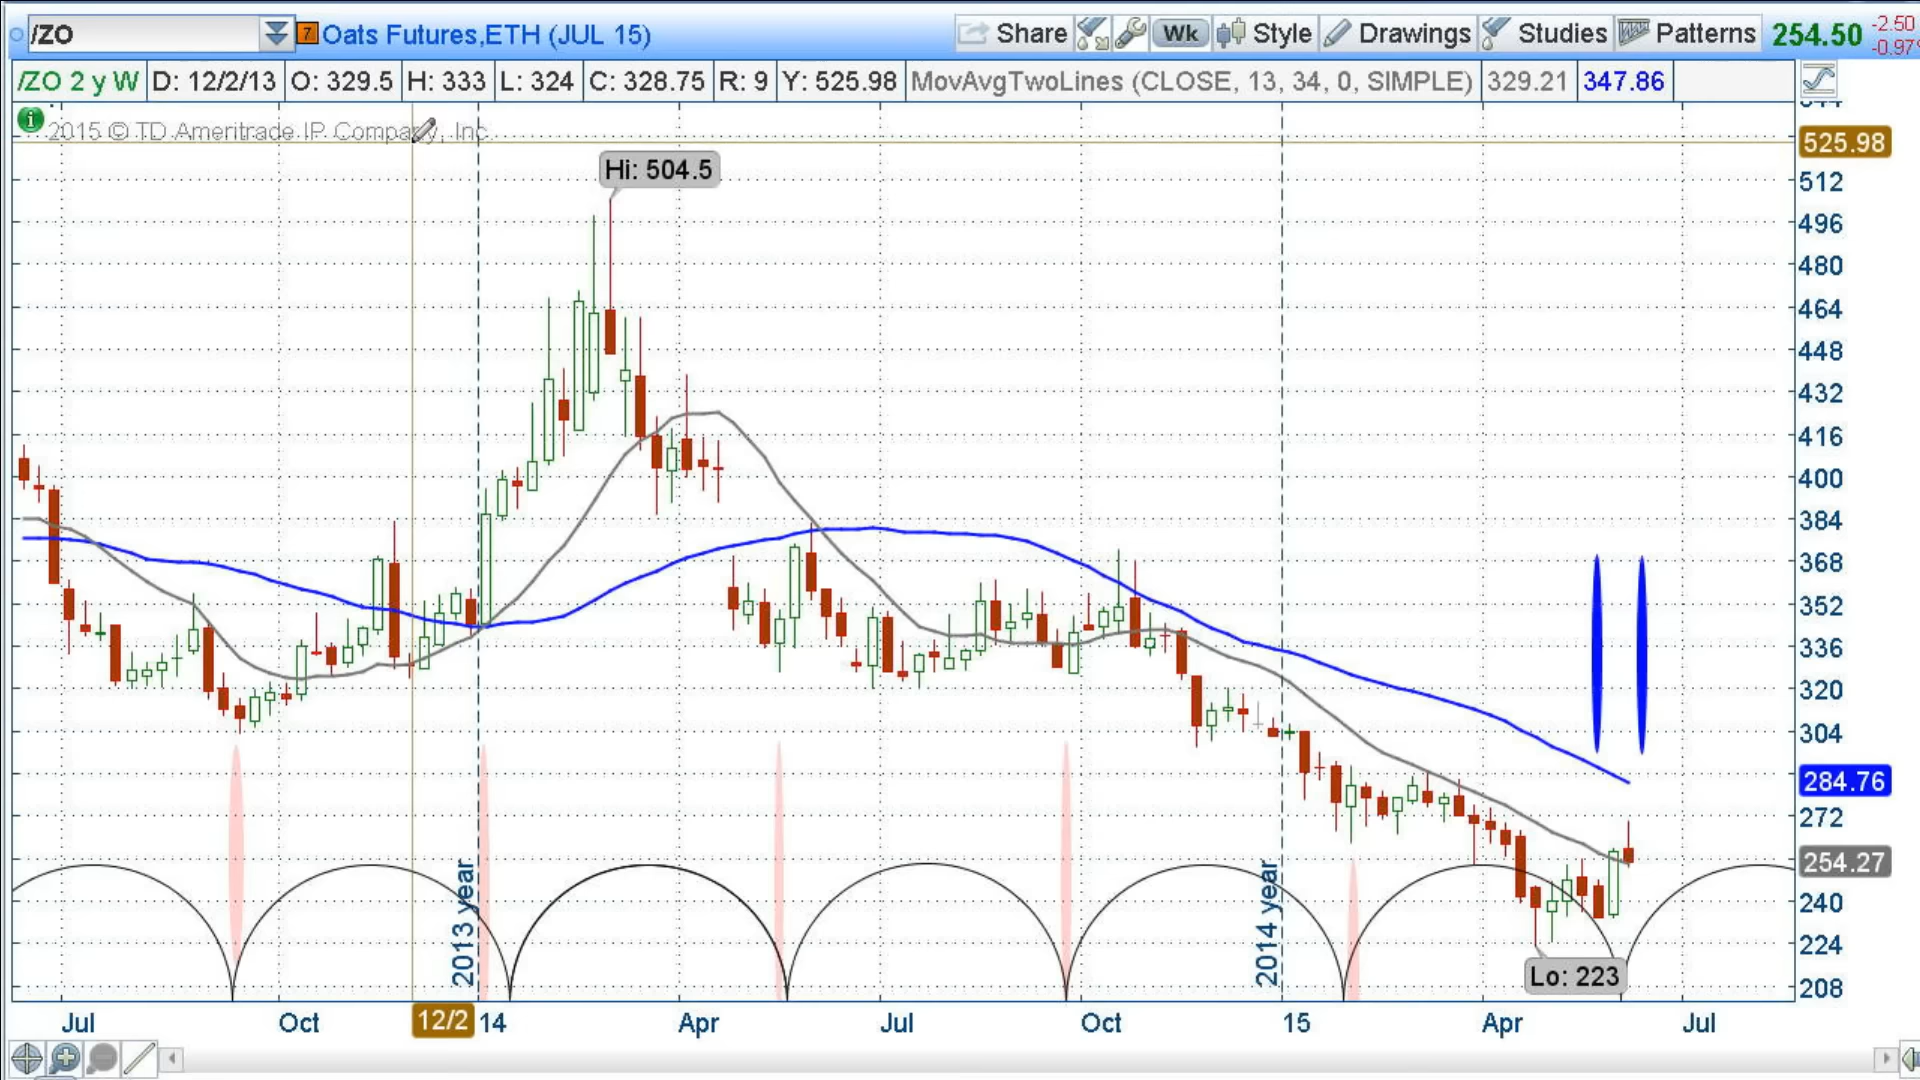 /ZO
7 Oats Futures,ETH (JUL 15)
Share
Wk
Style
Drawings
Studies
Patterns
254.50
-2.50
/ZO 2 y W
D: 12/2/13
O: 329.5
H: 333
L: 324
C: 328.75
R: 9
Y: 525.98
MovAvgTwoLines (CLOSE, 13, 34, 0, SIMPLE)
329.21
347.86
2015 © TD Ameritrade IP Company, Inc.
Hi: 504.5
525.98
512
496
480
464
448
432
416
400
384
368
352
336
320
304
284.76
272
254.27
240
224
208
2013 year
2014 year
Lo: 223
Jul
Oct
12/2
14
Apr
Jul
Oct
15
Apr
Jul